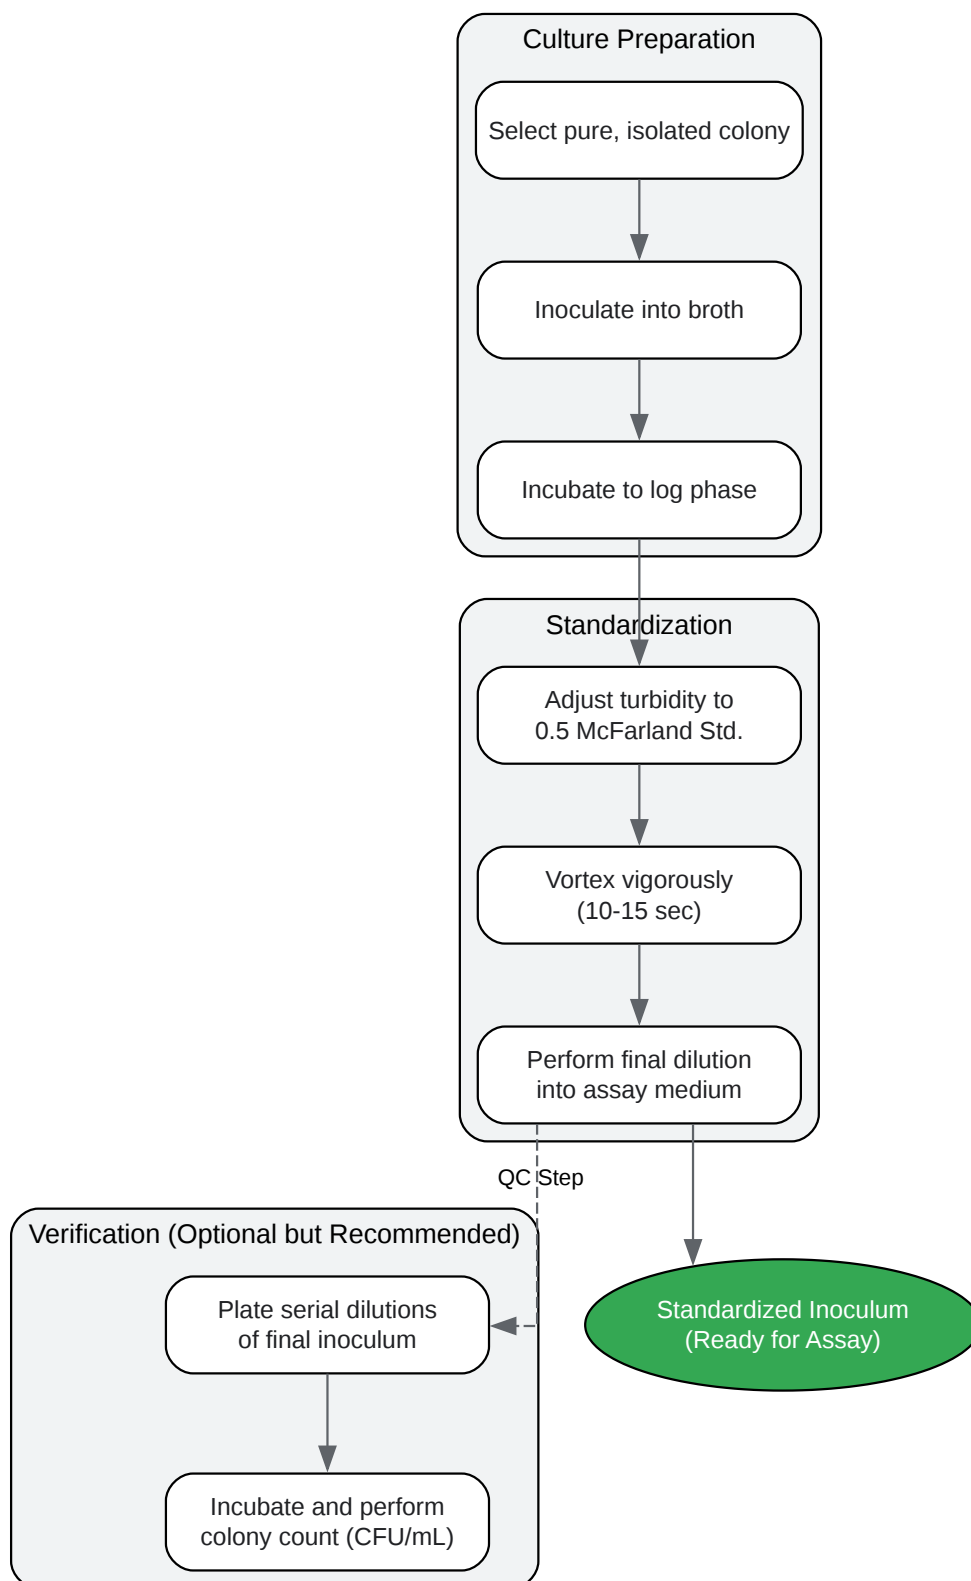 Culture Preparation
Select pure, isolated colony
Inoculate into broth
Incubate to log phase
Standardization
Adjust turbidity to
0.5 McFarland Std.
Vortex vigorously
(10-15 sec)
Perform final dilution
into assay medium
QC Step
Verification (Optional but Recommended)
Plate serial dilutions
of final inoculum
Standardized Inoculum
(Ready for Assay)
Incubate and perform
colony count (CFU/mL)